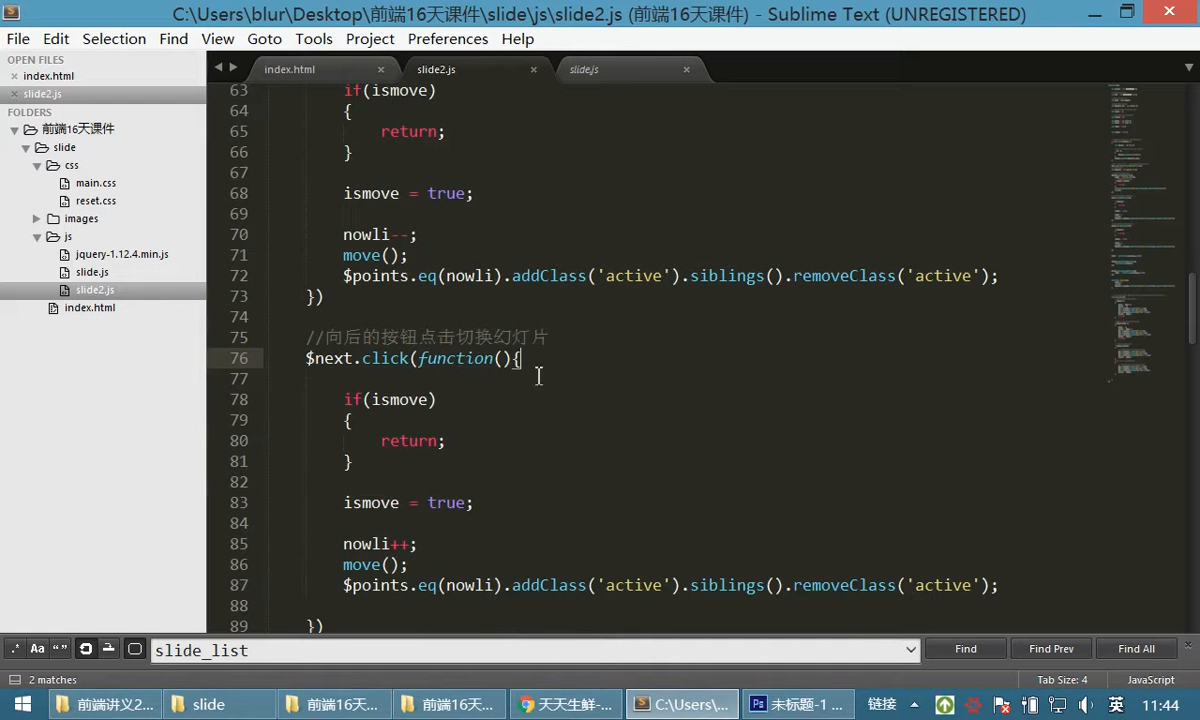 C:\Users\blur\Desktop\前端16天课件\slide\js\slide2.js (前端16天课件) - Sublime Text (UNREGISTERED)
File Edit Selection Find View Goto Tools Project Preferences Help
OPEN FILES
index.html
slide2.js
FOLDERS
前端16天课件
slide
css
main.css
reset.css
images
js
jquery-1.12.4.min.js
slide.js
slide2.js
index.html
index.html slide2.js slide.js
63 if(ismove)
64 {
65 return;
66 }
67
68 ismove = true;
69
70 nowli--;
71 move();
72 $points.eq(nowli).addClass('active').siblings().removeClass('active');
73 })
74
75 //向后的按钮点击切换幻灯片
76 $next.click(function(){
77
78 if(ismove)
79 {
80 return;
81 }
82
83 ismove = true;
84
85 nowli++;
86 move();
87 $points.eq(nowli).addClass('active').siblings().removeClass('active');
88
89 })
.* Aa “” slide_list Find Find Prev Find All
2 matches Tab Size: 4 JavaScript
前端讲义2... slide 前端16天... 前端16天... 天天生鲜-... C:\Users\... 未标题-1 ... 链接 英 11:44